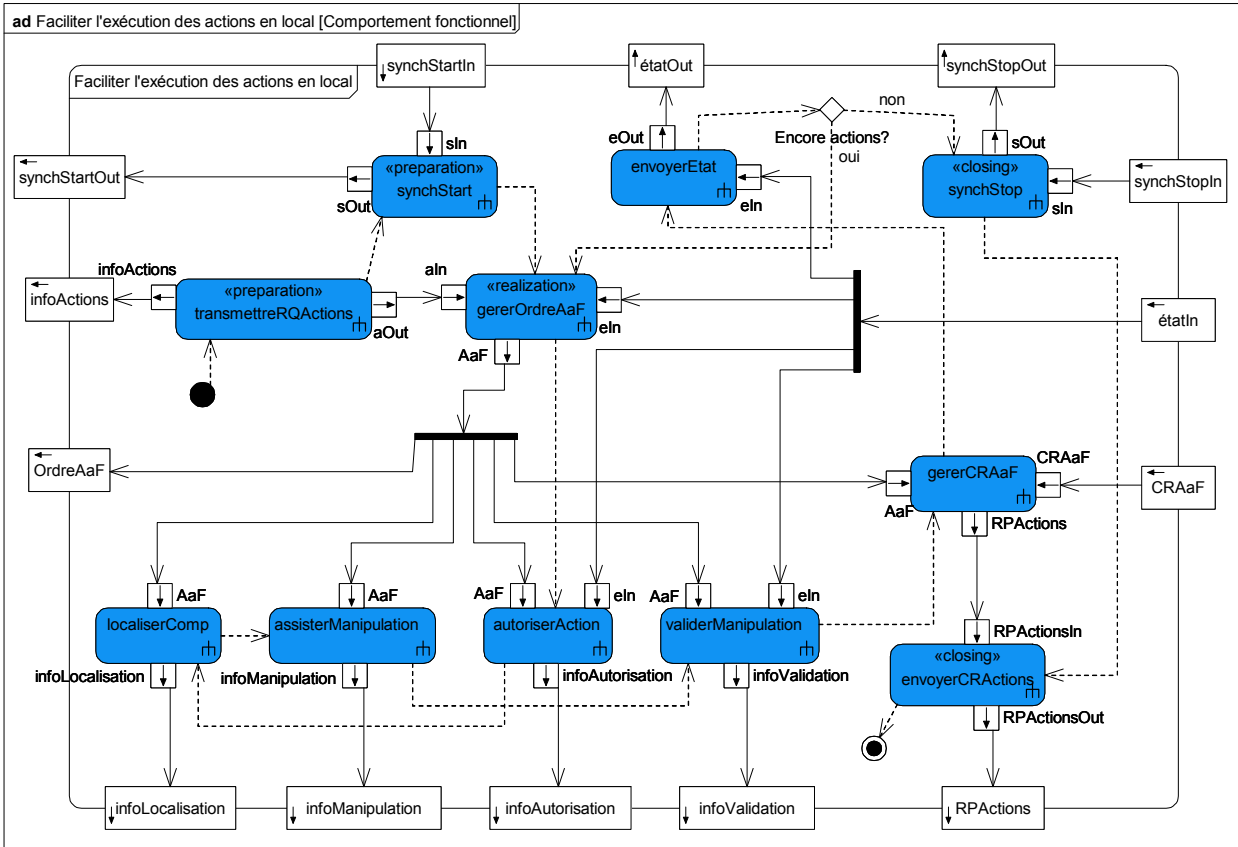 ad Faciliter l'exécution des actions en local [Comportement fonctionnel]
synchStartIn
étatOut
synchStopOut
Faciliter l'exécution des actions en local
non
Encore actions?
oui
sIn
eOut
sOut
«preparation»
synchStart
envoyerEtat
«closing»
synchStop
synchStartOut
synchStopIn
sOut
eIn
sIn
infoActions
aIn
infoActions
«preparation»
transmettreRQActions
«realization»
gererOrdreAaF
étatIn
aOut
eIn
AaF
OrdreAaF
CRAaF
gererCRAaF
CRAaF
AaF
RPActions
AaF
AaF
AaF
eIn
AaF
eIn
localiserComp
assisterManipulation
autoriserAction
validerManipulation
RPActionsIn
«closing»
envoyerCRActions
infoLocalisation
infoManipulation
infoAutorisation
infoValidation
RPActionsOut
infoLocalisation
infoManipulation
infoAutorisation
infoValidation
RPActions